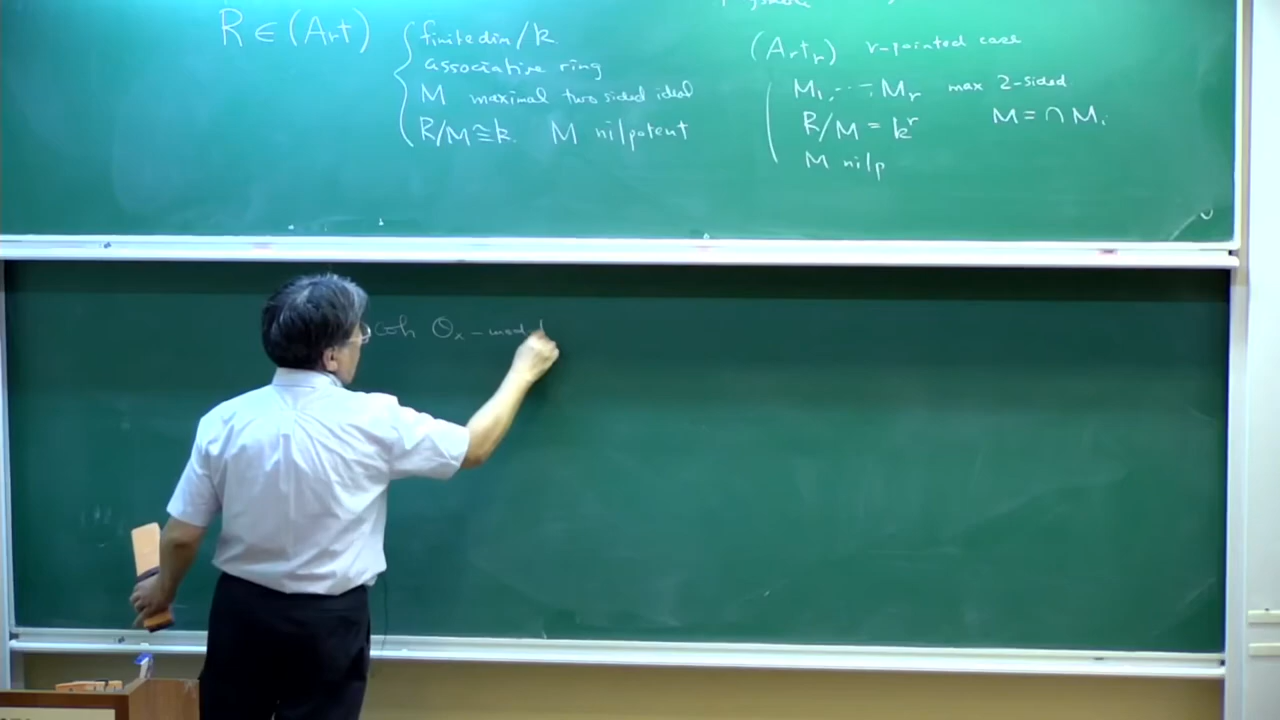 R ∈ (Art)
finite dim/k
associative ring
M maximal two sided ideal
R/M ≅ k. M nilpotent
(Art_r) r-pointed case
M₁, ..., M_r max 2-sided
R/M = k^r M = ∩ M_i
M nilp
coh O_x-mod